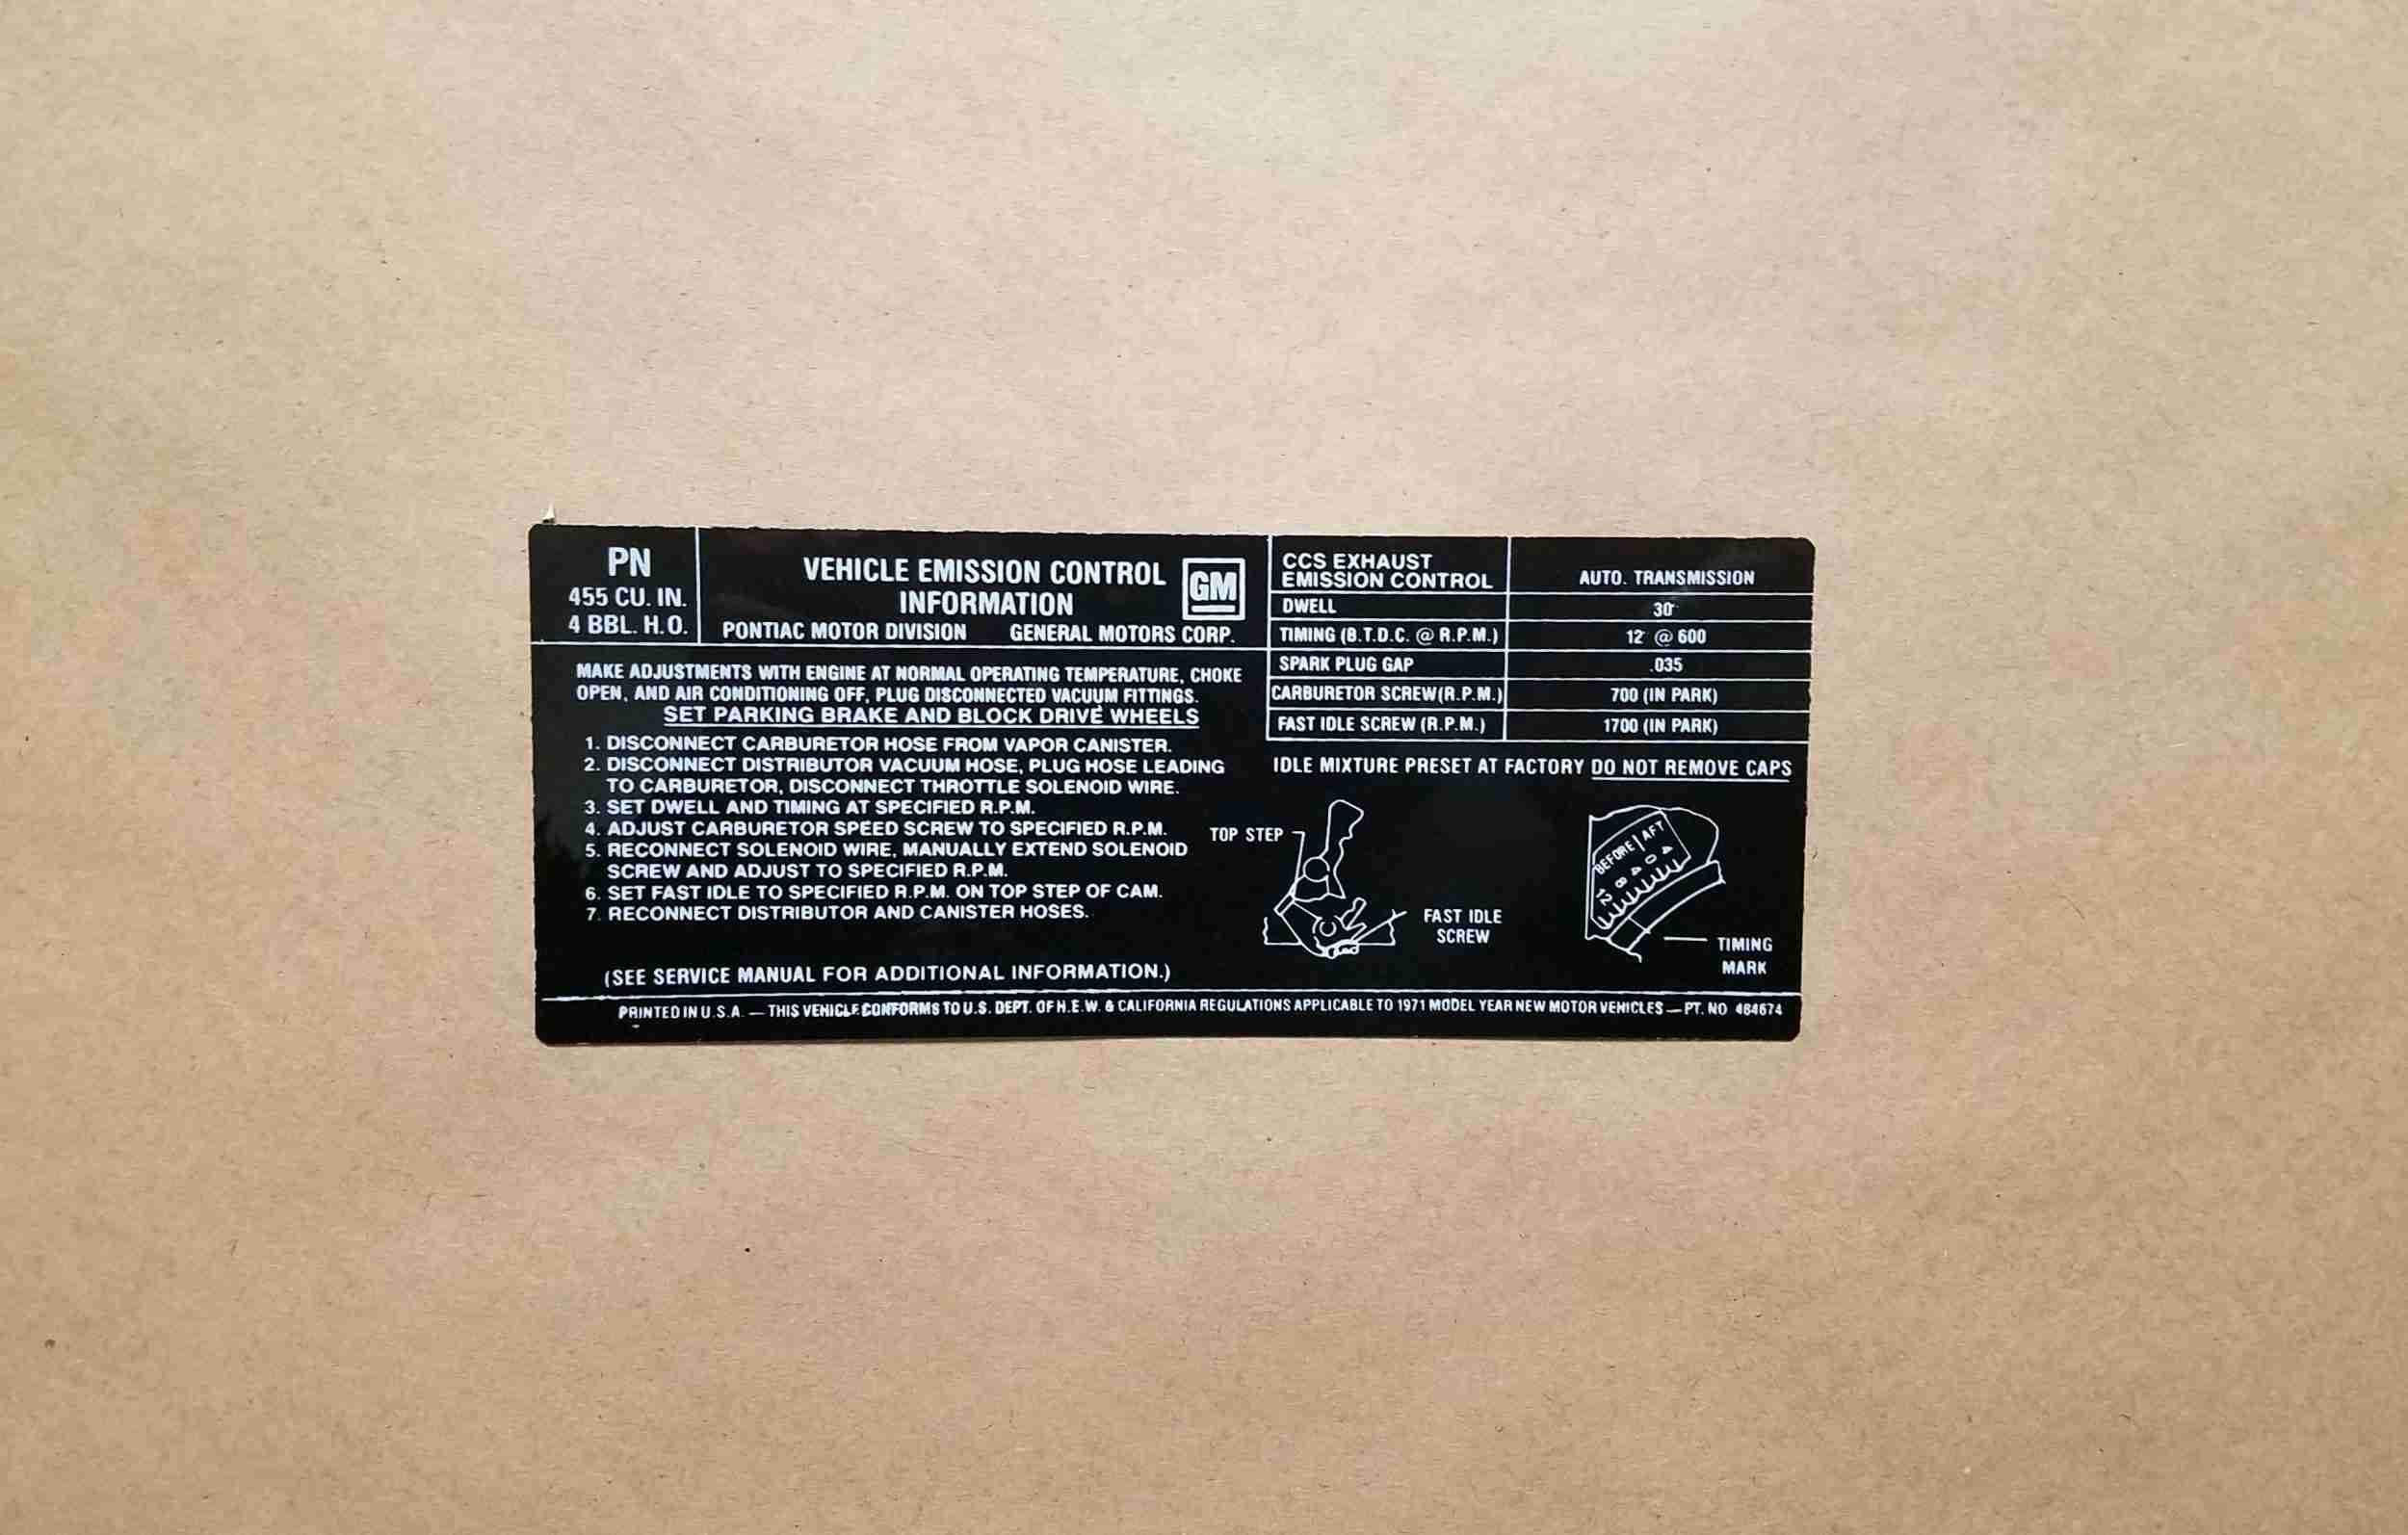 PN
455 CU. IN.
4 BBL. H.O.
VEHICLE EMISSION CONTROL
INFORMATION
GM
PONTIAC MOTOR DIVISION GENERAL MOTORS CORP.
MAKE ADJUSTMENTS WITH ENGINE AT NORMAL OPERATING TEMPERATURE, CHOKE
OPEN, AND AIR CONDITIONING OFF, PLUG DISCONNECTED VACUUM FITTINGS.
SET PARKING BRAKE AND BLOCK DRIVE WHEELS
1. DISCONNECT CARBURETOR HOSE FROM VAPOR CANISTER.
2. DISCONNECT DISTRIBUTOR VACUUM HOSE, PLUG HOSE LEADING
TO CARBURETOR, DISCONNECT THROTTLE SOLENOID WIRE.
3. SET DWELL AND TIMING AT SPECIFIED R.P.M.
4. ADJUST CARBURETOR SPEED SCREW TO SPECIFIED R.P.M.
5. RECONNECT SOLENOID WIRE, MANUALLY EXTEND SOLENOID
SCREW AND ADJUST TO SPECIFIED R.P.M.
6. SET FAST IDLE TO SPECIFIED R.P.M. ON TOP STEP OF CAM.
7. RECONNECT DISTRIBUTOR AND CANISTER HOSES.
(SEE SERVICE MANUAL FOR ADDITIONAL INFORMATION.)
CCS EXHAUST
EMISSION CONTROL AUTO. TRANSMISSION
DWELL 30°
TIMING (B.T.D.C. @ R.P.M.) 12° @ 600
SPARK PLUG GAP .035
CARBURETOR SCREW (R.P.M.) 700 (IN PARK)
FAST IDLE SCREW (R.P.M.) 1700 (IN PARK)
IDLE MIXTURE PRESET AT FACTORY DO NOT REMOVE CAPS
TOP STEP
FAST IDLE
SCREW
BEFORE | AFT
12 8 4 0 4
TIMING
MARK
PRINTED IN U.S.A. — THIS VEHICLE CONFORMS TO U.S. DEPT. OF H.E.W. & CALIFORNIA REGULATIONS APPLICABLE TO 1971 MODEL YEAR NEW MOTOR VEHICLES — PT. NO 484674